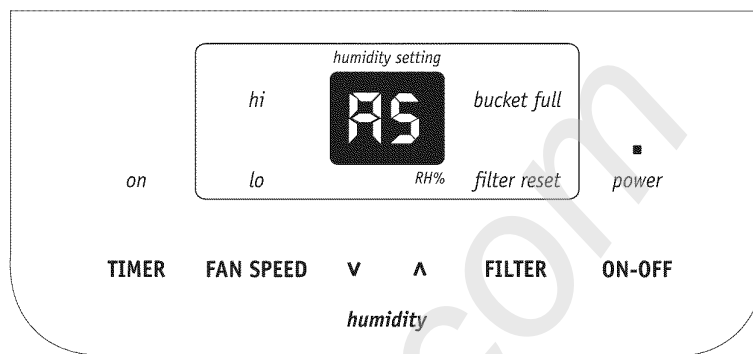 humidity setting
hi AS bucket full
on lo RH% filter reset power
TIMER FAN SPEED ∨ ∧ FILTER ON-OFF
humidity
com